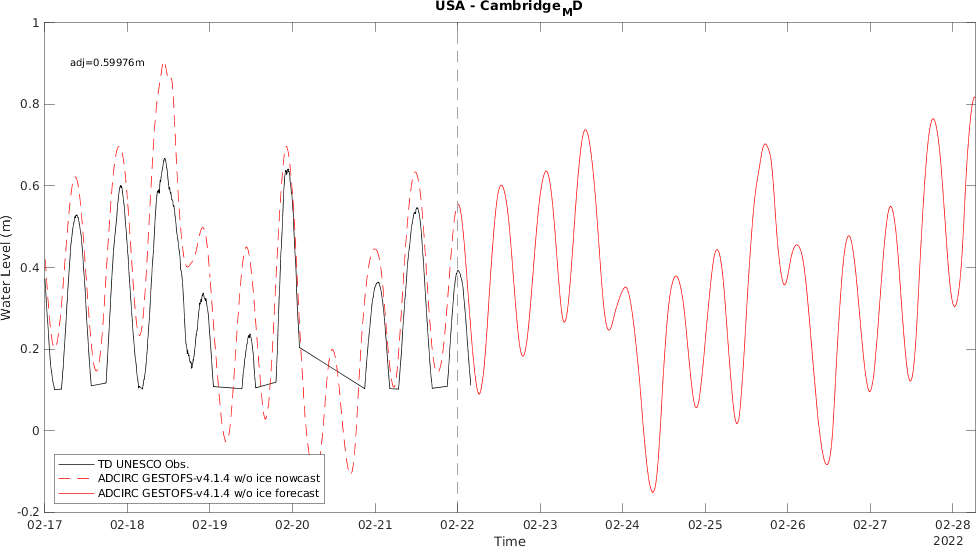 USA - Cambridge_MD
adj=0.59976m
Water Level (m)
1
0.8
0.6
0.4
0.2
0
-0.2
TD UNESCO Obs.
ADCIRC GESTOFS-v4.1.4 w/o ice nowcast
ADCIRC GESTOFS-v4.1.4 w/o ice forecast
02-17 02-18 02-19 02-20 02-21 02-22 02-23 02-24 02-25 02-26 02-27 02-28
Time
2022